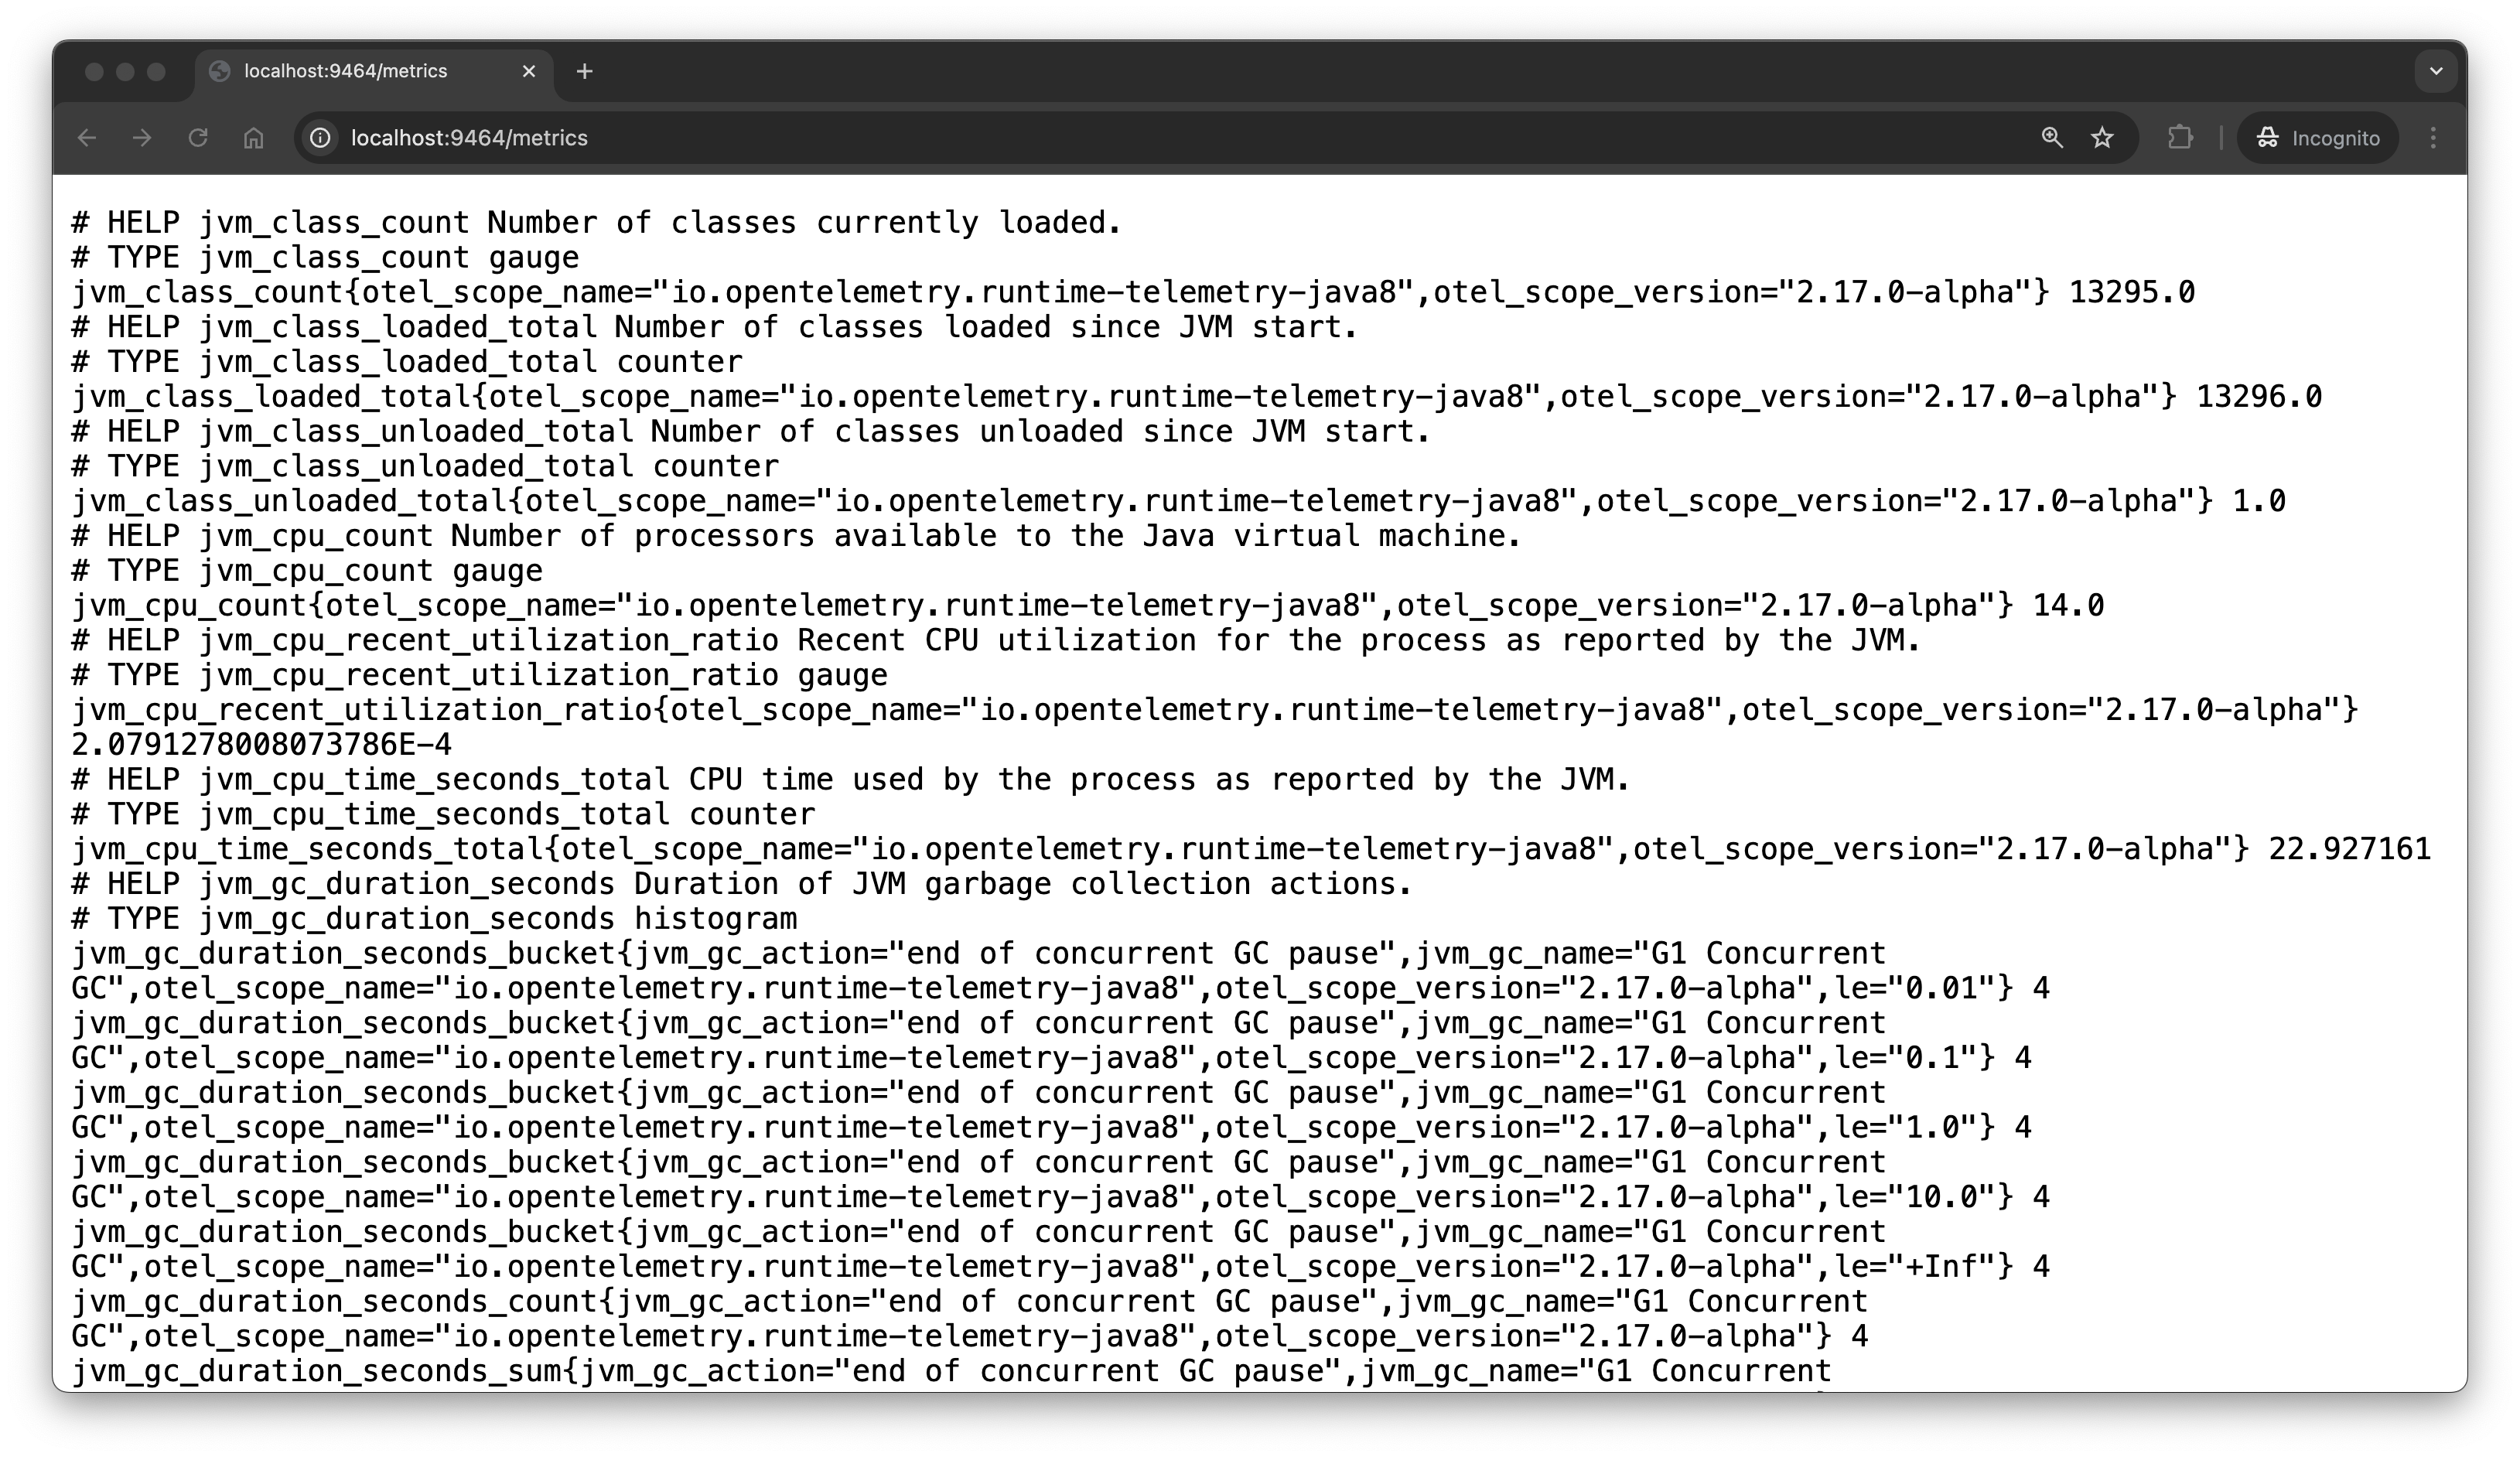 localhost:9464/metrics
localhost:9464/metrics
Incognito
# HELP jvm_class_count Number of classes currently loaded.
# TYPE jvm_class_count gauge
jvm_class_count{otel_scope_name="io.opentelemetry.runtime-telemetry-java8",otel_scope_version="2.17.0-alpha"} 13295.0
# HELP jvm_class_loaded_total Number of classes loaded since JVM start.
# TYPE jvm_class_loaded_total counter
jvm_class_loaded_total{otel_scope_name="io.opentelemetry.runtime-telemetry-java8",otel_scope_version="2.17.0-alpha"} 13296.0
# HELP jvm_class_unloaded_total Number of classes unloaded since JVM start.
# TYPE jvm_class_unloaded_total counter
jvm_class_unloaded_total{otel_scope_name="io.opentelemetry.runtime-telemetry-java8",otel_scope_version="2.17.0-alpha"} 1.0
# HELP jvm_cpu_count Number of processors available to the Java virtual machine.
# TYPE jvm_cpu_count gauge
jvm_cpu_count{otel_scope_name="io.opentelemetry.runtime-telemetry-java8",otel_scope_version="2.17.0-alpha"} 14.0
# HELP jvm_cpu_recent_utilization_ratio Recent CPU utilization for the process as reported by the JVM.
# TYPE jvm_cpu_recent_utilization_ratio gauge
jvm_cpu_recent_utilization_ratio{otel_scope_name="io.opentelemetry.runtime-telemetry-java8",otel_scope_version="2.17.0-alpha"}
2.0791278008073786E-4
# HELP jvm_cpu_time_seconds_total CPU time used by the process as reported by the JVM.
# TYPE jvm_cpu_time_seconds_total counter
jvm_cpu_time_seconds_total{otel_scope_name="io.opentelemetry.runtime-telemetry-java8",otel_scope_version="2.17.0-alpha"} 22.927161
# HELP jvm_gc_duration_seconds Duration of JVM garbage collection actions.
# TYPE jvm_gc_duration_seconds histogram
jvm_gc_duration_seconds_bucket{jvm_gc_action="end of concurrent GC pause",jvm_gc_name="G1 Concurrent
GC",otel_scope_name="io.opentelemetry.runtime-telemetry-java8",otel_scope_version="2.17.0-alpha",le="0.01"} 4
jvm_gc_duration_seconds_bucket{jvm_gc_action="end of concurrent GC pause",jvm_gc_name="G1 Concurrent
GC",otel_scope_name="io.opentelemetry.runtime-telemetry-java8",otel_scope_version="2.17.0-alpha",le="0.1"} 4
jvm_gc_duration_seconds_bucket{jvm_gc_action="end of concurrent GC pause",jvm_gc_name="G1 Concurrent
GC",otel_scope_name="io.opentelemetry.runtime-telemetry-java8",otel_scope_version="2.17.0-alpha",le="1.0"} 4
jvm_gc_duration_seconds_bucket{jvm_gc_action="end of concurrent GC pause",jvm_gc_name="G1 Concurrent
GC",otel_scope_name="io.opentelemetry.runtime-telemetry-java8",otel_scope_version="2.17.0-alpha",le="10.0"} 4
jvm_gc_duration_seconds_bucket{jvm_gc_action="end of concurrent GC pause",jvm_gc_name="G1 Concurrent
GC",otel_scope_name="io.opentelemetry.runtime-telemetry-java8",otel_scope_version="2.17.0-alpha",le="+Inf"} 4
jvm_gc_duration_seconds_count{jvm_gc_action="end of concurrent GC pause",jvm_gc_name="G1 Concurrent
GC",otel_scope_name="io.opentelemetry.runtime-telemetry-java8",otel_scope_version="2.17.0-alpha"} 4
jvm_gc_duration_seconds_sum{jvm_gc_action="end of concurrent GC pause",jvm_gc_name="G1 Concurrent